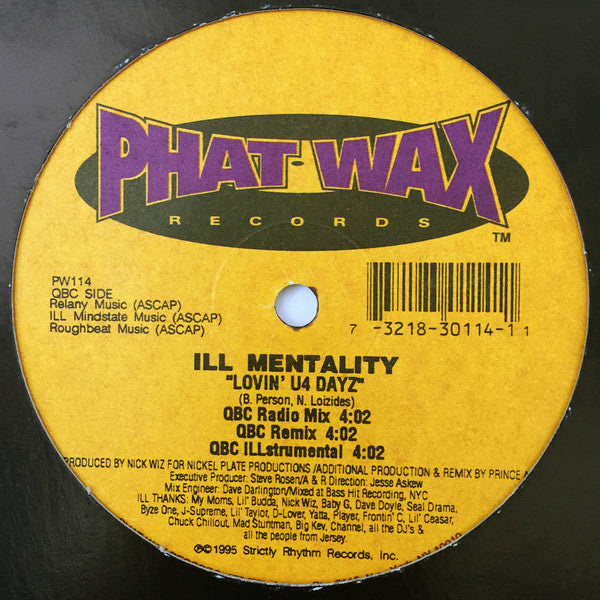 PHAT-WAX
RECORDS
TM
PW114
QBC SIDE
Relany Music (ASCAP)
ILL Mindstate Music (ASCAP)
Roughbeat Music (ASCAP)
7 -3218-30114-1 1
ILL MENTALITY
"LOVIN' U4 DAYZ"
(B. Person, N. Loizides)
QBC Radio Mix 4:02
QBC Remix 4:02
QBC ILLstrumental 4:02
PRODUCED BY NICK WIZ FOR NICKEL PLATE PRODUCTIONS /ADDITIONAL PRODUCTION & REMIX BY PRINCE
Executive Producer: Steve Rosen/A & R Direction: Jesse Askew
Mix Engineer: Dave Darlington/Mixed at Bass Hit Recording, NYC
ILL THANKS: My Moms, Lil' Budda, Nick Wiz, Baby G, Dave Doyle, Seal Drama,
Byze One, J-Supreme, Lil' Taylor, D-Lover, Yatta, Player, Frontin' C, Lil' Ceasar,
Chuck Chillout, Mad Stuntman, Big Kev, Channel, all the DJ's &
all the people from Jersey.
℗©1995 Strictly Rhythm Records, Inc.